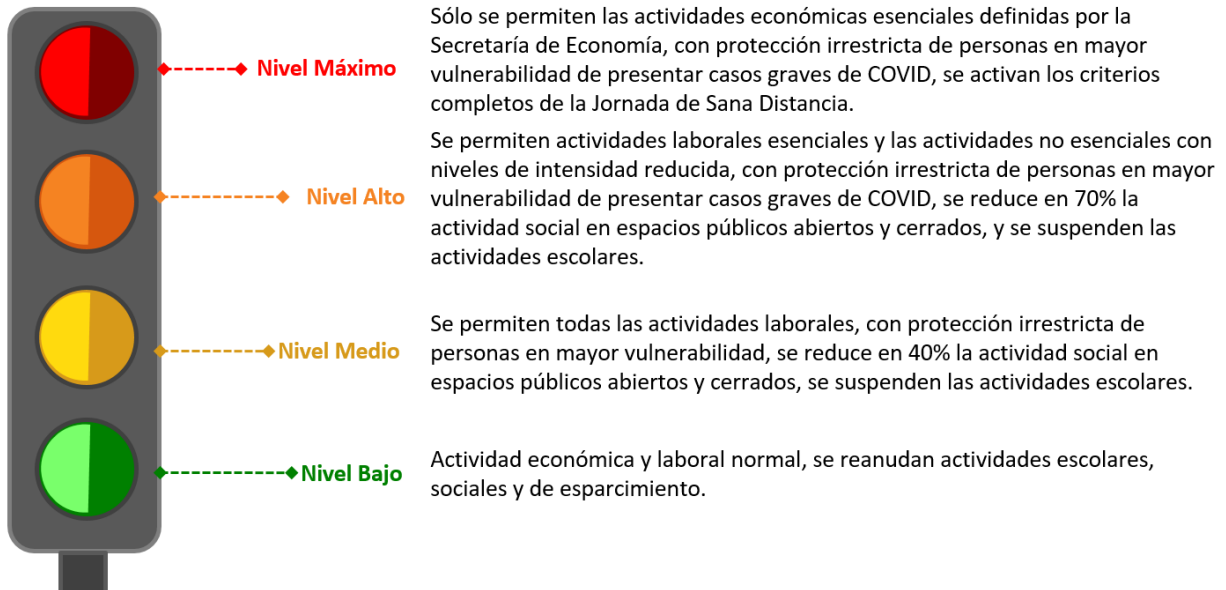 Nivel Máximo
Sólo se permiten las actividades económicas esenciales definidas por la
Secretaría de Economía, con protección irrestricta de personas en mayor
vulnerabilidad de presentar casos graves de COVID, se activan los criterios
completos de la Jornada de Sana Distancia.
Nivel Alto
Se permiten actividades laborales esenciales y las actividades no esenciales con
niveles de intensidad reducida, con protección irrestricta de personas en mayor
vulnerabilidad de presentar casos graves de COVID, se reduce en 70% la
actividad social en espacios públicos abiertos y cerrados, y se suspenden las
actividades escolares.
Nivel Medio
Se permiten todas las actividades laborales, con protección irrestricta de
personas en mayor vulnerabilidad, se reduce en 40% la actividad social en
espacios públicos abiertos y cerrados, se suspenden las actividades escolares.
Nivel Bajo
Actividad económica y laboral normal, se reanudan actividades escolares,
sociales y de esparcimiento.